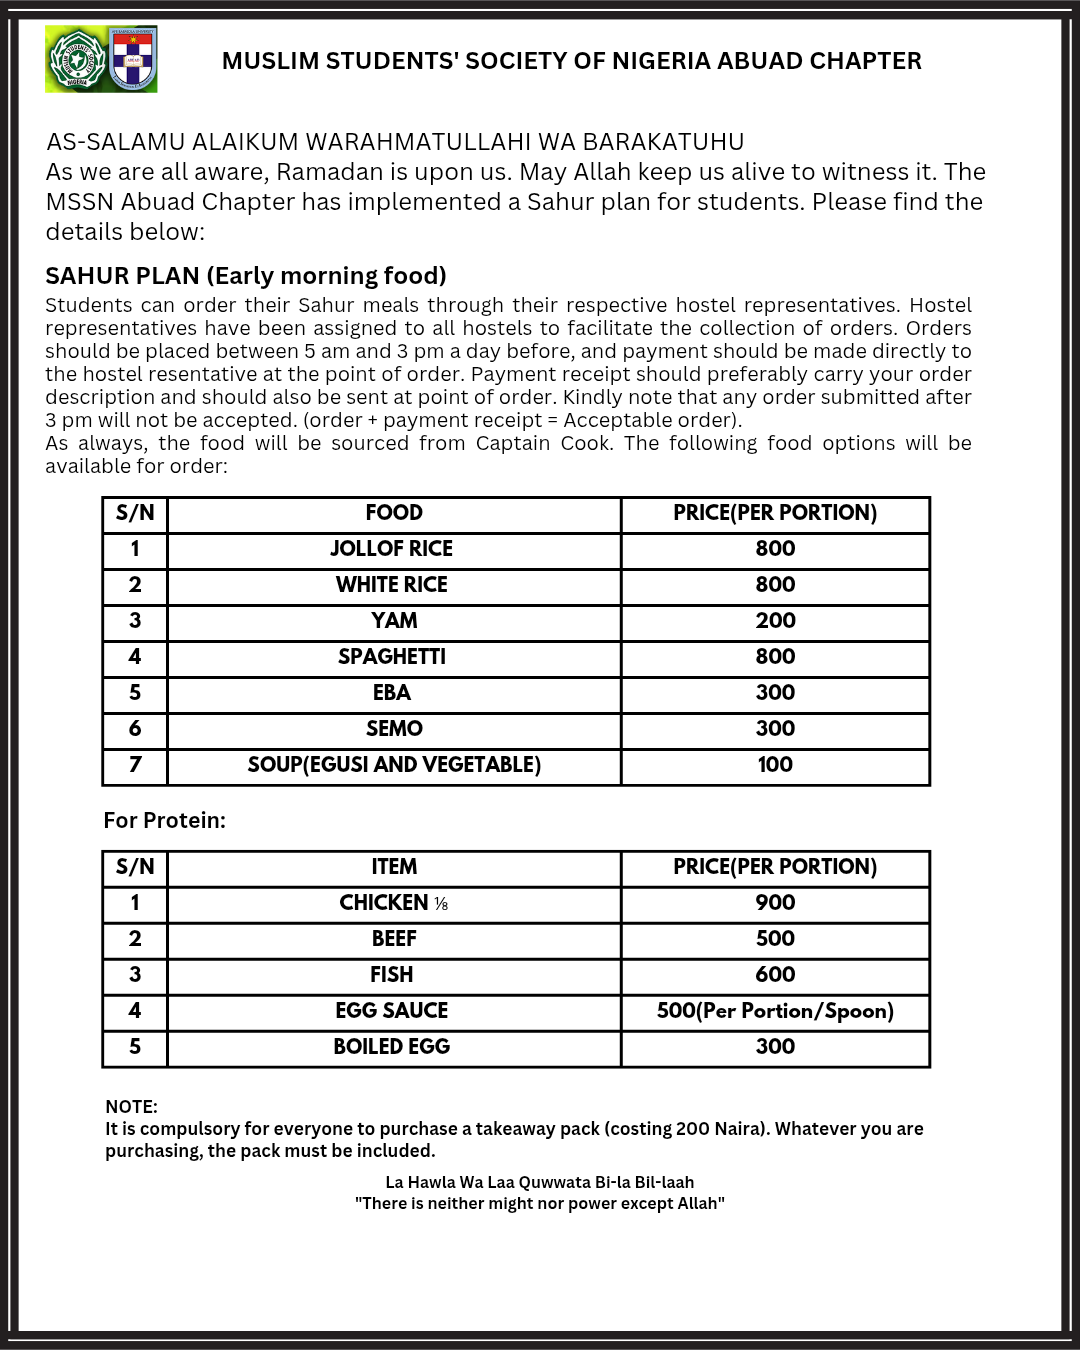 MUSLIM STUDENTS' SOCIETY OF NIGERIA ABUAD CHAPTER
AS-SALAMU ALAIKUM WARAHMATULLAHI WA BARAKATUHU
As we are all aware, Ramadan is upon us. May Allah keep us alive to witness it. The
MSSN Abuad Chapter has implemented a Sahur plan for students. Please find the
details below:
SAHUR PLAN (Early morning food)
Students can order their Sahur meals through their respective hostel representatives. Hostel
representatives have been assigned to all hostels to facilitate the collection of orders. Orders
should be placed between 5 am and 3 pm a day before, and payment should be made directly to
the hostel resentative at the point of order. Payment receipt should preferably carry your order
description and should also be sent at point of order. Kindly note that any order submitted after
3 pm will not be accepted. (order + payment receipt = Acceptable order).
As always, the food will be sourced from Captain Cook. The following food options will be
available for order:
S/N FOOD PRICE(PER PORTION)
1 JOLLOF RICE 800
2 WHITE RICE 800
3 YAM 200
4 SPAGHETTI 800
5 EBA 300
6 SEMO 300
7 SOUP(EGUSI AND VEGETABLE) 100
For Protein:
S/N ITEM PRICE(PER PORTION)
1 CHICKEN ⅛ 900
2 BEEF 500
3 FISH 600
4 EGG SAUCE 500(Per Portion/Spoon)
5 BOILED EGG 300
NOTE:
It is compulsory for everyone to purchase a takeaway pack (costing 200 Naira). Whatever you are
purchasing, the pack must be included.
La Hawla Wa Laa Quwwata Bi-la Bil-laah
"There is neither might nor power except Allah"